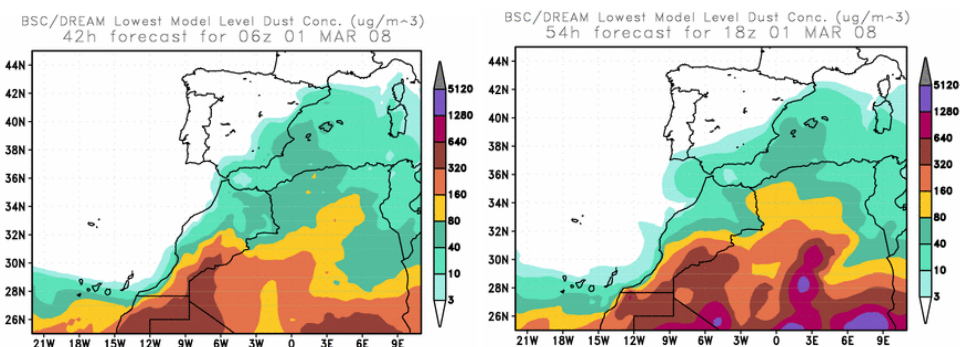 BSC/DREAM Lowest Model Level Dust Conc. (ug/m^3)
42h forecast for 06z 01 MAR 08
44N
42N
40N
38N
36N
34N
32N
30N
28N
26N
21W 18W 15W 12W 9W 6W 3W 0 3E 6E 9E
5120
1280
640
320
160
80
40
10
3
BSC/DREAM Lowest Model Level Dust Conc. (ug/m^3)
54h forecast for 18z 01 MAR 08
44N
42N
40N
38N
36N
34N
32N
30N
28N
26N
21W 18W 15W 12W 9W 6W 3W 0 3E 6E 9E
5120
1280
640
320
160
80
40
10
3